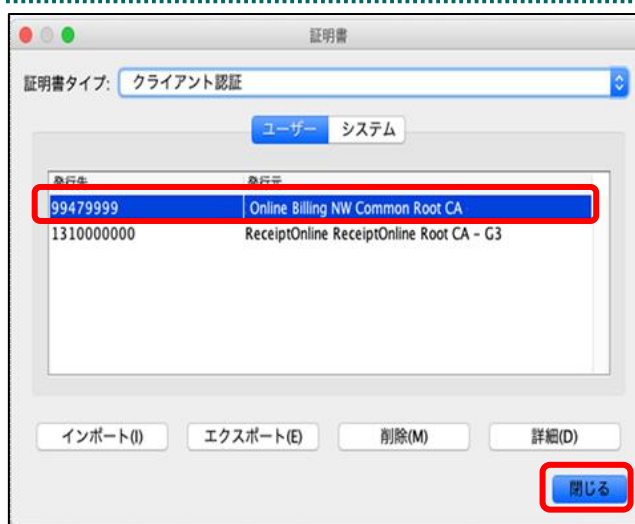 証明書
証明書タイプ: クライアント認証
ユーザー システム
発行先 発行元
99479999 Online Billing NW Common Root CA
1310000000 ReceiptOnline ReceiptOnline Root CA - G3
インポート(I) エクスポート(E) 削除(M) 詳細(D)
閉じる